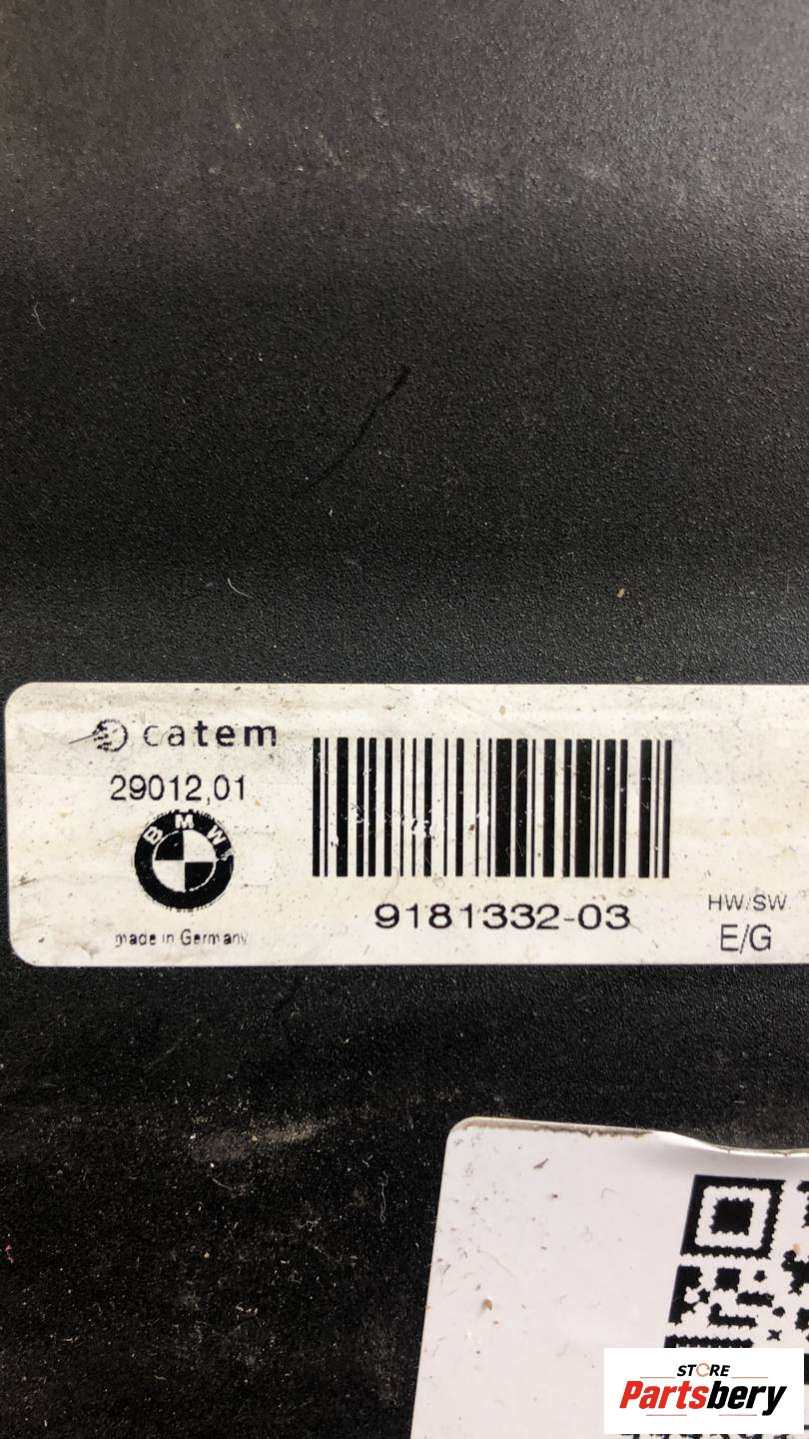 catem
29012,01
BMW
made in Germany
9181332-03
HW/SW
E/G
STORE
Partsbery